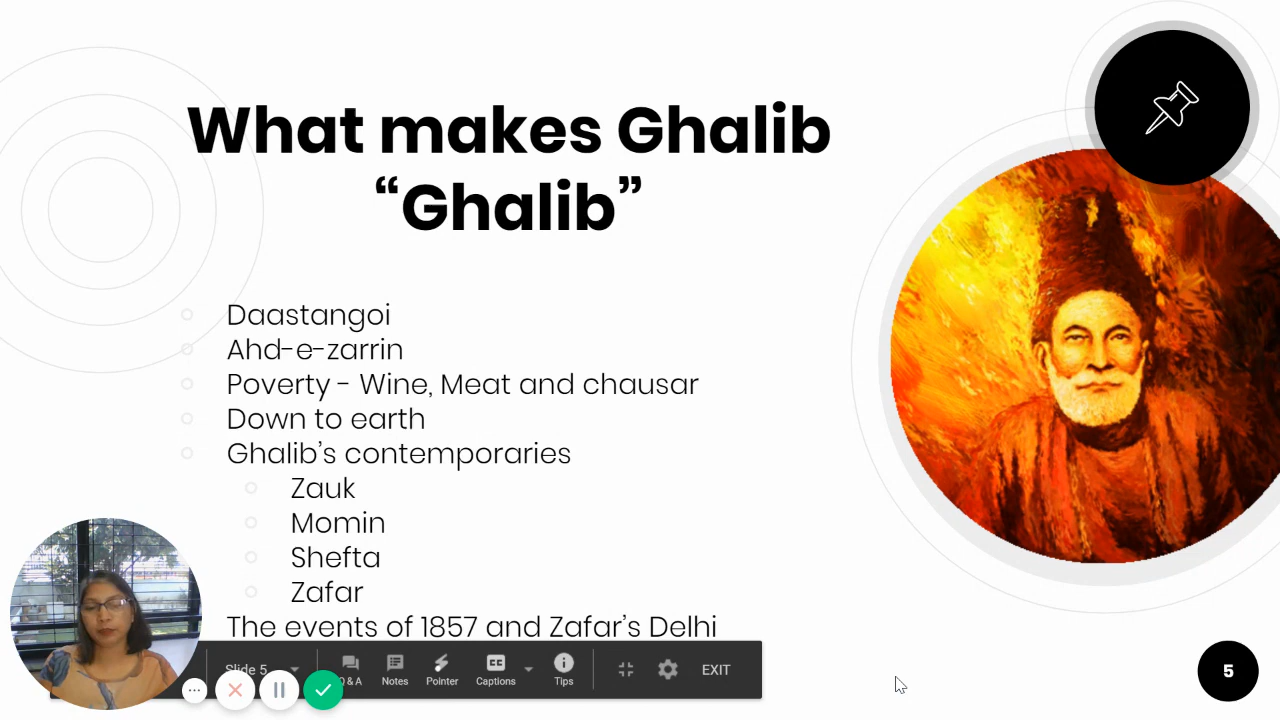 What makes Ghalib
“Ghalib”
Daastangoi
Ahd-e-zarrin
Poverty - Wine, Meat and chausar
Down to earth
Ghalib’s contemporaries
Zauk
Momin
Shefta
Zafar
The events of 1857 and Zafar’s Delhi
Slide 5
Q & A
Notes
Pointer
CC
Captions
Tips
EXIT
5